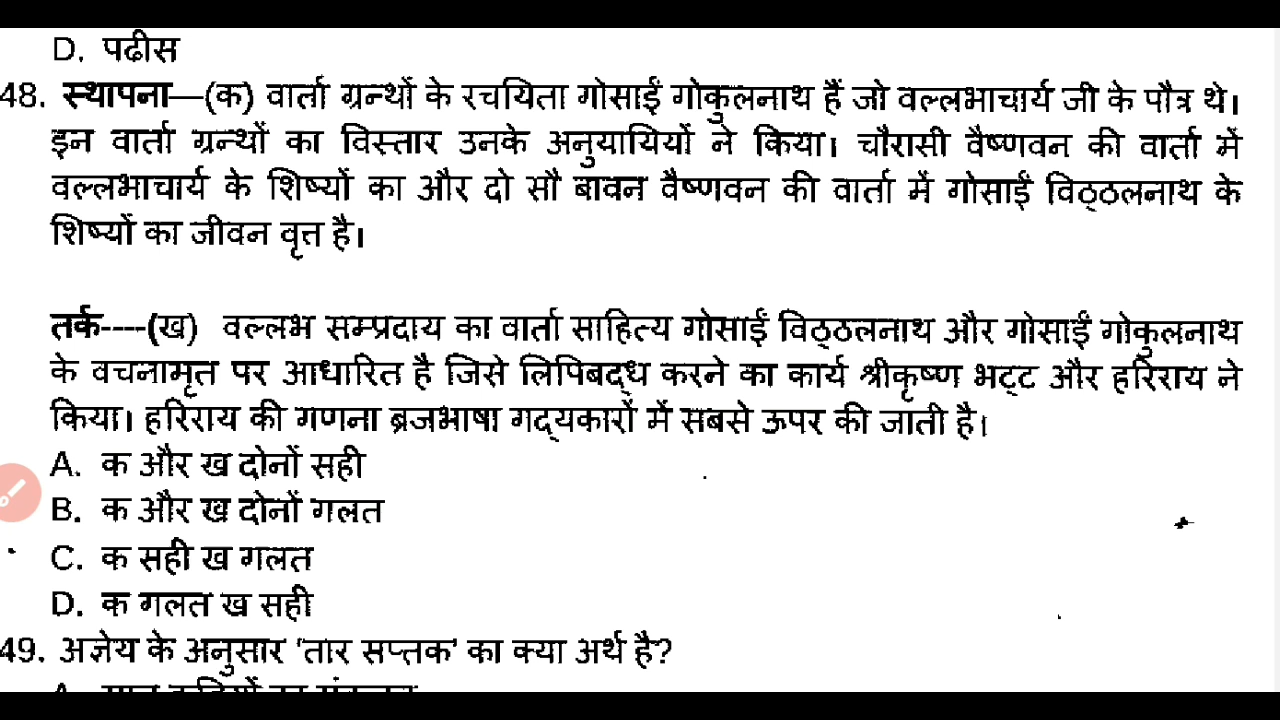 D. पढीस
48. स्थापना—(क) वार्ता ग्रन्थों के रचयिता गोसाईं गोकुलनाथ हैं जो वल्लभाचार्य जी के पौत्र थे।
इन वार्ता ग्रन्थों का विस्तार उनके अनुयायियों ने किया। चौरासी वैष्णवन की वार्ता में
वल्लभाचार्य के शिष्यों का और दो सौ बावन वैष्णवन की वार्ता में गोसाईं विठ्ठलनाथ के
शिष्यों का जीवन वृत्त है।
तर्क----(ख) वल्लभ सम्प्रदाय का वार्ता साहित्य गोसाईं विठ्ठलनाथ और गोसाईं गोकुलनाथ
के वचनामृत पर आधारित है जिसे लिपिबद्ध करने का कार्य श्रीकृष्ण भट्ट और हरिराय ने
किया। हरिराय की गणना ब्रजभाषा गद्यकारों में सबसे ऊपर की जाती है।
A. क और ख दोनों सही
B. क और ख दोनों गलत
C. क सही ख गलत
D. क गलत ख सही
49. अज्ञेय के अनुसार 'तार सप्तक' का क्या अर्थ है?